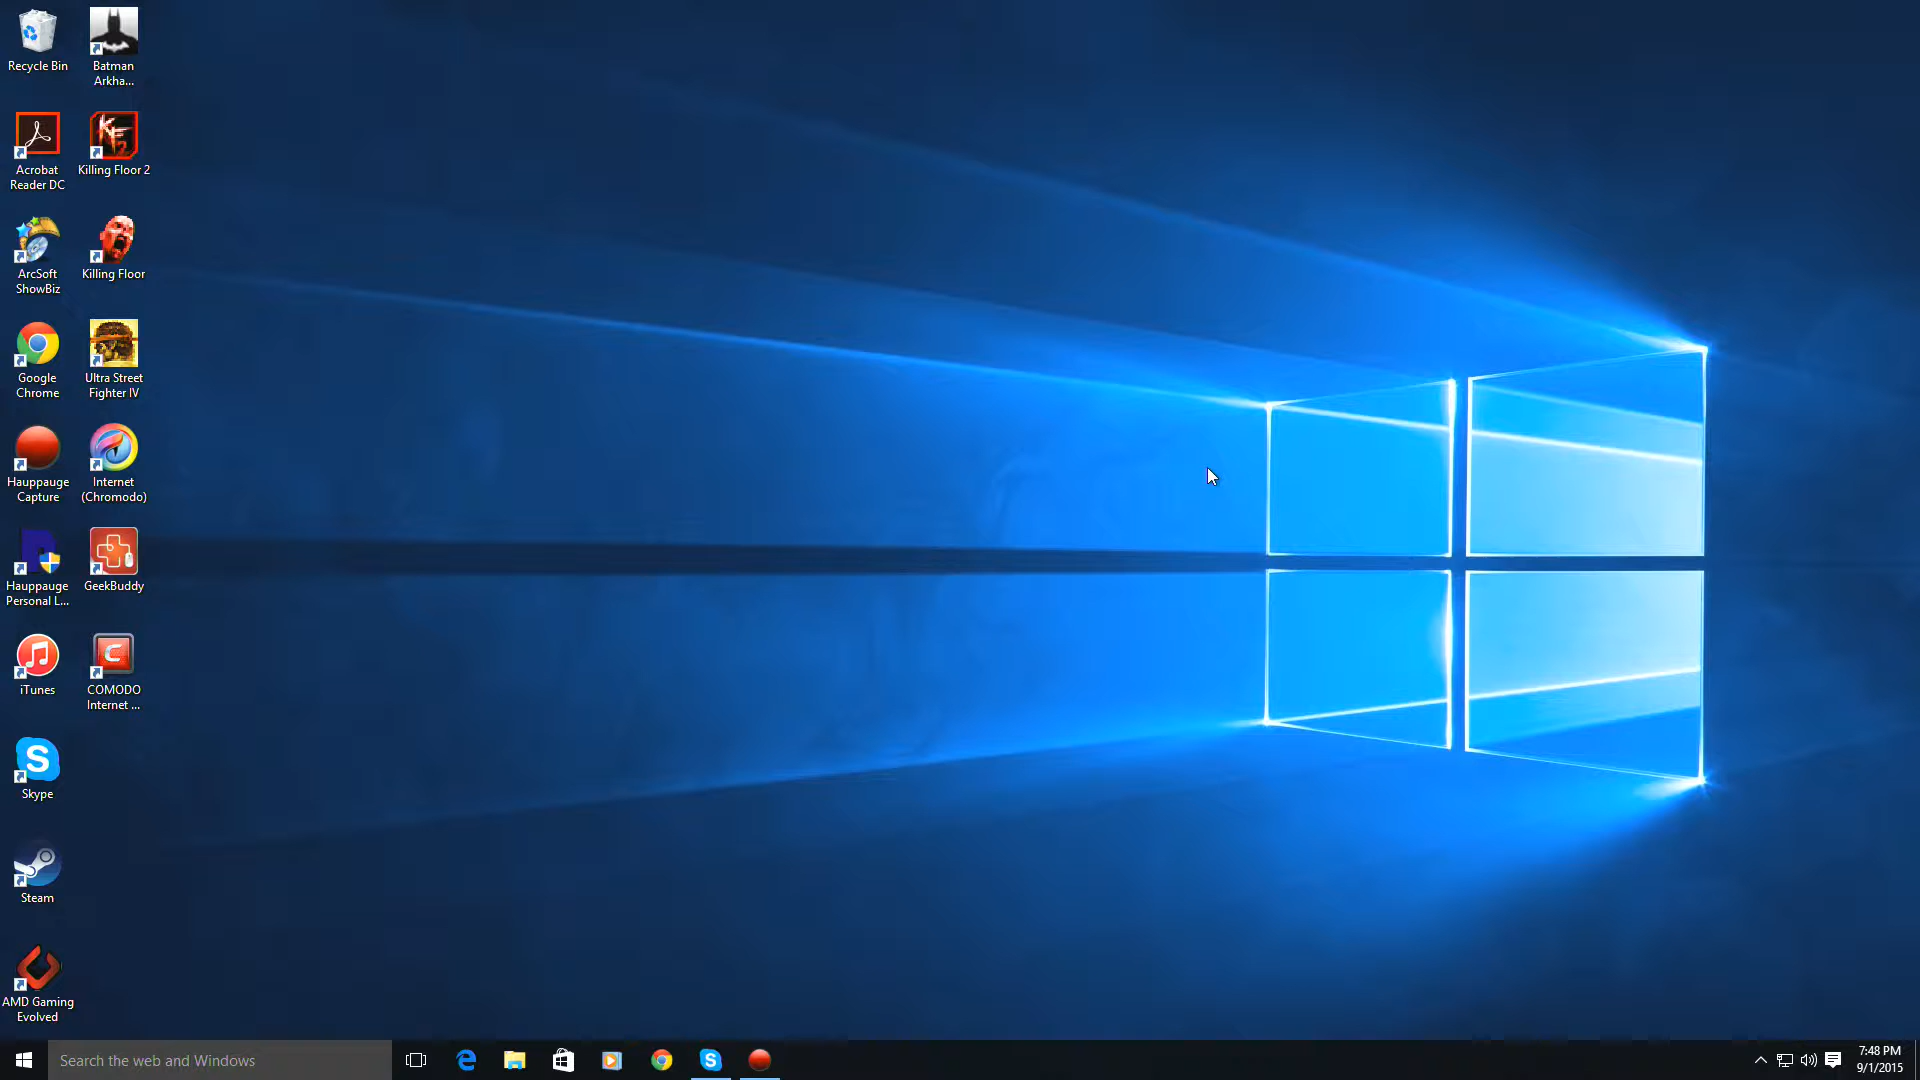 Recycle Bin
Batman
Arkha...
Acrobat
Reader DC
Killing Floor 2
ArcSoft
ShowBiz
Killing Floor
Google
Chrome
Ultra Street
Fighter IV
Hauppauge
Capture
Internet
(Chromodo)
Hauppauge
Personal L...
GeekBuddy
iTunes
COMODO
Internet ...
Skype
Steam
AMD Gaming
Evolved
Search the web and Windows
7:48 PM
9/1/2015